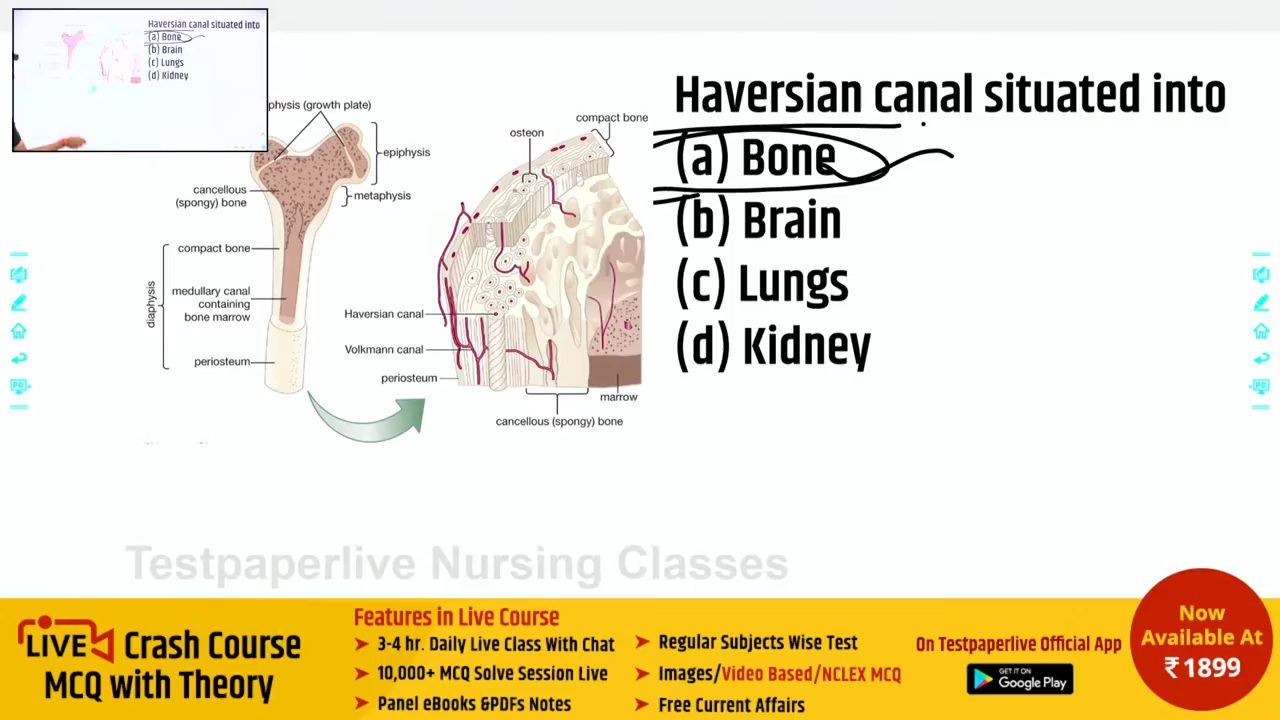 Haversian canal situated into
(a) Bone
(b) Brain
(c) Lungs
(d) Kidney
physis (growth plate)
epiphysis
cancellous
(spongy) bone
metaphysis
compact bone
diaphysis
medullary canal
containing
bone marrow
periosteum
compact bone
osteon
Haversian canal
Volkmann canal
periosteum
marrow
cancellous (spongy) bone
Haversian canal situated into
(a) Bone
(b) Brain
(c) Lungs
(d) Kidney
Testpaperlive Nursing Classes
LIVE Crash Course
MCQ with Theory
Features in Live Course
3-4 hr. Daily Live Class With Chat
10,000+ MCQ Solve Session Live
Panel eBooks &PDFs Notes
Regular Subjects Wise Test
Images/Video Based/NCLEX MCQ
Free Current Affairs
On Testpaperlive Official App
GET IT ON
Google Play
Now
Available At
₹1899